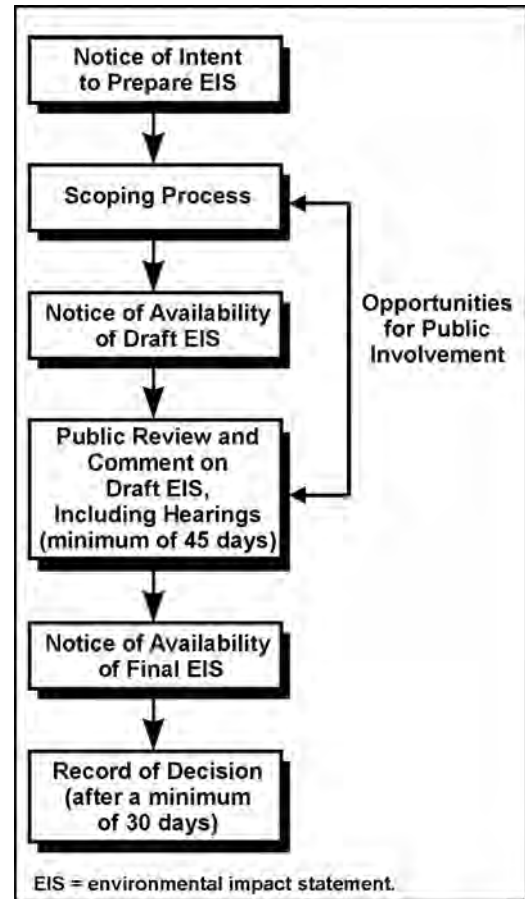 Notice of Intent
to Prepare EIS
Scoping Process
Notice of Availability
of Draft EIS
Opportunities
for Public
Involvement
Public Review and
Comment on
Draft EIS,
Including Hearings
(minimum of 45 days)
Notice of Availability
of Final EIS
Record of Decision
(after a minimum
of 30 days)
EIS = environmental impact statement.